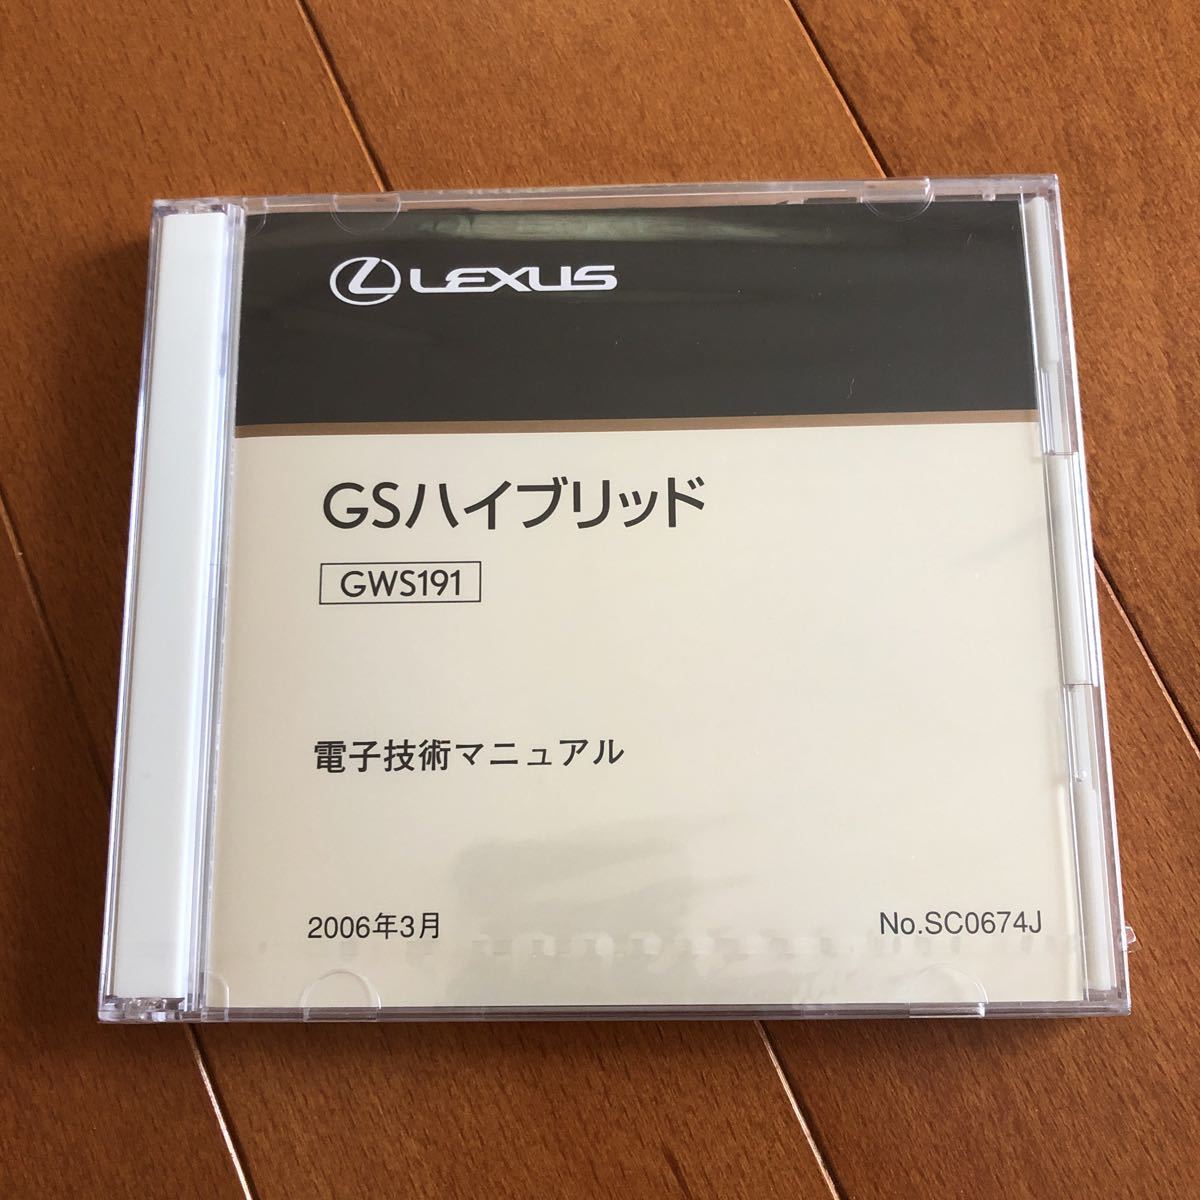 LEXUS
GSハイブリッド
GWS191
電子技術マニュアル
2006年3月
No.SC0674J